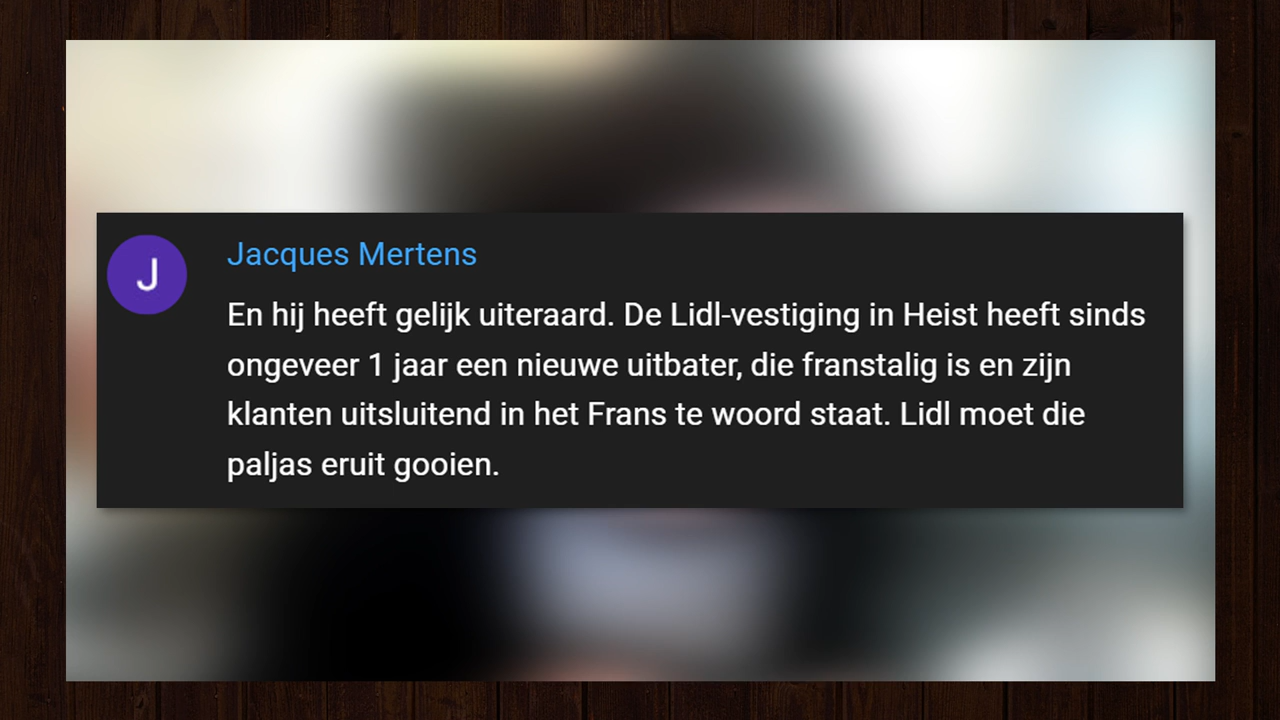 J
Jacques Mertens
En hij heeft gelijk uiteraard. De Lidl-vestiging in Heist heeft sinds
ongeveer 1 jaar een nieuwe uitbater, die franstalig is en zijn
klanten uitsluitend in het Frans te woord staat. Lidl moet die
paljas eruit gooien.